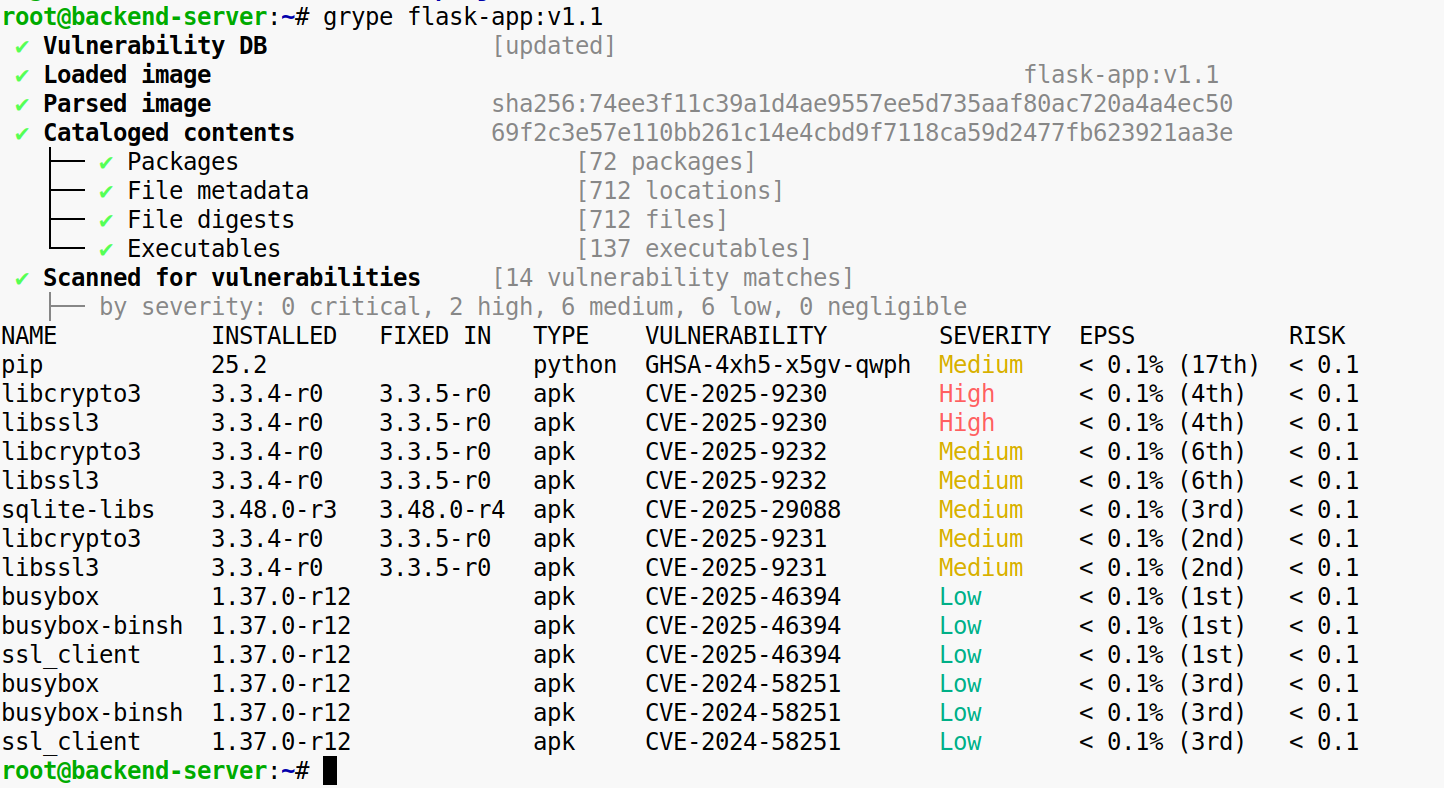 root@backend-server:~# grype flask-app:v1.1
✔ Vulnerability DB                [updated]
✔ Loaded image                                                          flask-app:v1.1
✔ Parsed image                    sha256:74ee3f11c39a1d4ae9557ee5d735aaf80ac720a4a4ec50
✔ Cataloged contents              69f2c3e57e110bb261c14e4cbd9f7118ca59d2477fb623921aa3e
├── ✔ Packages                        [72 packages]
├── ✔ File metadata                   [712 locations]
├── ✔ File digests                    [712 files]
└── ✔ Executables                     [137 executables]
✔ Scanned for vulnerabilities     [14 vulnerability matches]
├── by severity: 0 critical, 2 high, 6 medium, 6 low, 0 negligible
NAME           INSTALLED   FIXED IN   TYPE    VULNERABILITY        SEVERITY  EPSS           RISK
pip            25.2                   python  GHSA-4xh5-x5gv-qwph  Medium    < 0.1% (17th)  < 0.1
libcrypto3     3.3.4-r0    3.3.5-r0   apk     CVE-2025-9230        High      < 0.1% (4th)   < 0.1
libssl3        3.3.4-r0    3.3.5-r0   apk     CVE-2025-9230        High      < 0.1% (4th)   < 0.1
libcrypto3     3.3.4-r0    3.3.5-r0   apk     CVE-2025-9232        Medium    < 0.1% (6th)   < 0.1
libssl3        3.3.4-r0    3.3.5-r0   apk     CVE-2025-9232        Medium    < 0.1% (6th)   < 0.1
sqlite-libs    3.48.0-r3   3.48.0-r4  apk     CVE-2025-29088       Medium    < 0.1% (3rd)   < 0.1
libcrypto3     3.3.4-r0    3.3.5-r0   apk     CVE-2025-9231        Medium    < 0.1% (2nd)   < 0.1
libssl3        3.3.4-r0    3.3.5-r0   apk     CVE-2025-9231        Medium    < 0.1% (2nd)   < 0.1
busybox        1.37.0-r12             apk     CVE-2025-46394       Low       < 0.1% (1st)   < 0.1
busybox-binsh  1.37.0-r12             apk     CVE-2025-46394       Low       < 0.1% (1st)   < 0.1
ssl_client     1.37.0-r12             apk     CVE-2025-46394       Low       < 0.1% (1st)   < 0.1
busybox        1.37.0-r12             apk     CVE-2024-58251       Low       < 0.1% (3rd)   < 0.1
busybox-binsh  1.37.0-r12             apk     CVE-2024-58251       Low       < 0.1% (3rd)   < 0.1
ssl_client     1.37.0-r12             apk     CVE-2024-58251       Low       < 0.1% (3rd)   < 0.1
root@backend-server:~#